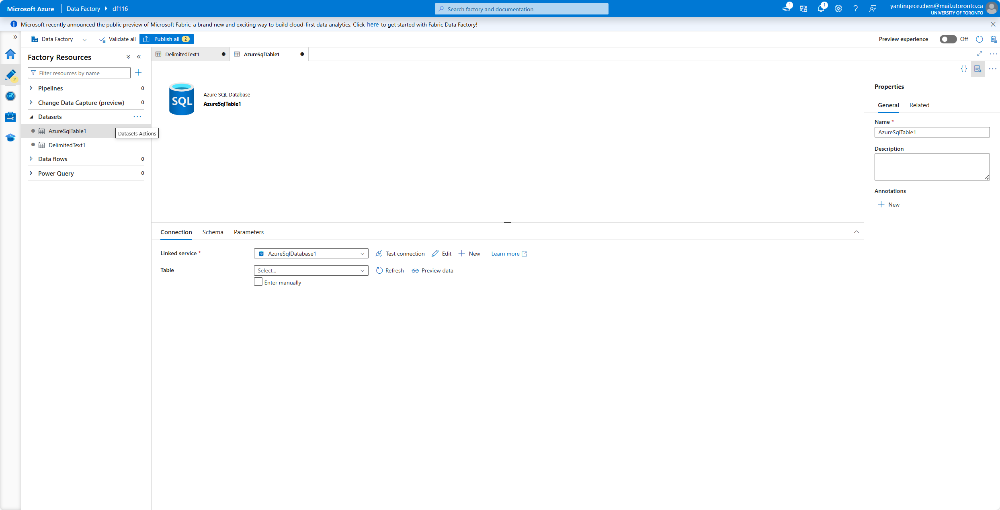 Microsoft Azure
Data Factory
df116
Search factory and documentation
1
1
yantingece.chen@mail.utoronto.ca
UNIVERSITY OF TORONTO
Microsoft recently announced the public preview of Microsoft Fabric, a brand new and exciting way to build cloud-first data analytics. Click here to get started with Fabric Data Factory!
Data Factory
Validate all
Publish all 2
Preview experience
Off
2
Factory Resources
Filter resources by name
Pipelines 0
Change Data Capture (preview) 0
Datasets
AzureSqlTable1
Datasets Actions
DelimitedText1
Data flows 0
Power Query 0
DelimitedText1
AzureSqlTable1
SQL
Azure SQL Database
AzureSqlTable1
Connection
Schema
Parameters
Linked service *
AzureSqlDatabase1
Test connection
Edit
New
Learn more
Table
Select...
Refresh
Preview data
Enter manually
Properties
General
Related
Name *
AzureSqlTable1
Description
Annotations
New